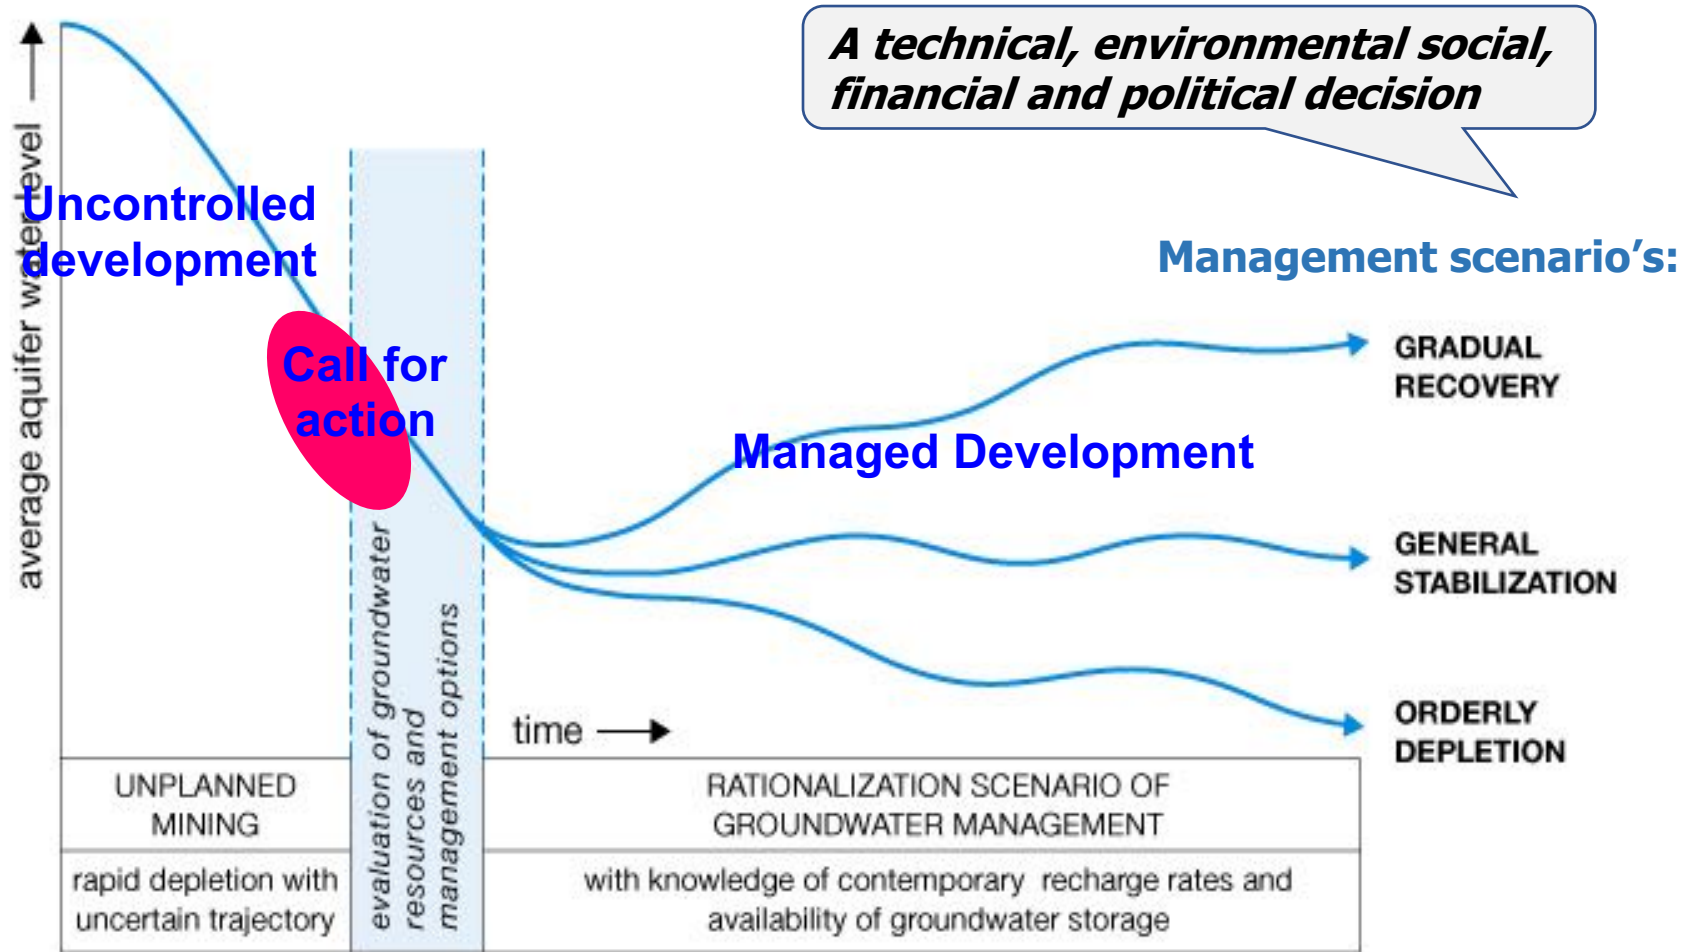 A technical, environmental social,
financial and political decision
average aquifer water level
Uncontrolled
development
Management scenario's:
Call for
action
GRADUAL
RECOVERY
Managed Development
GENERAL
STABILIZATION
evaluation of groundwater
resources and
management options
time
ORDERLY
DEPLETION
UNPLANNED
MINING
RATIONALIZATION SCENARIO OF
GROUNDWATER MANAGEMENT
rapid depletion with
uncertain trajectory
with knowledge of contemporary recharge rates and
availability of groundwater storage